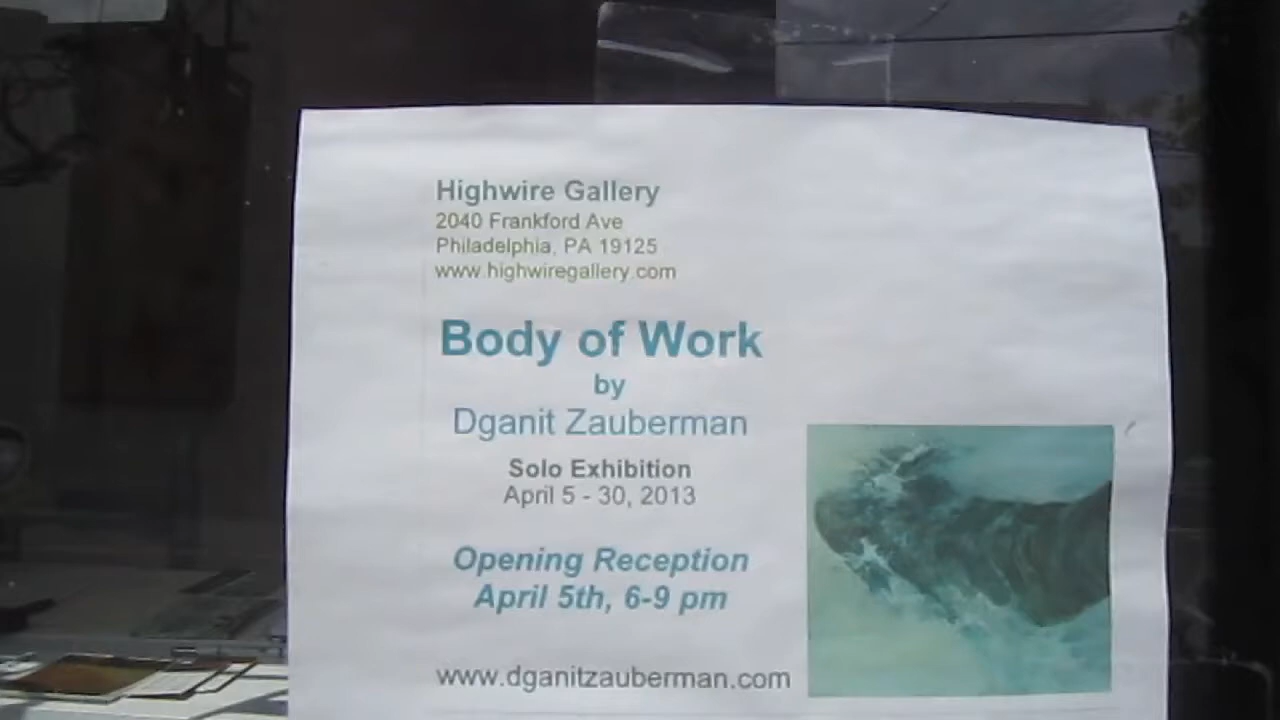 Highwire Gallery
2040 Frankford Ave
Philadelphia, PA 19125
www.highwiregallery.com
Body of Work
by
Dganit Zauberman
Solo Exhibition
April 5 - 30, 2013
Opening Reception
April 5th, 6-9 pm
www.dganitzauberman.com